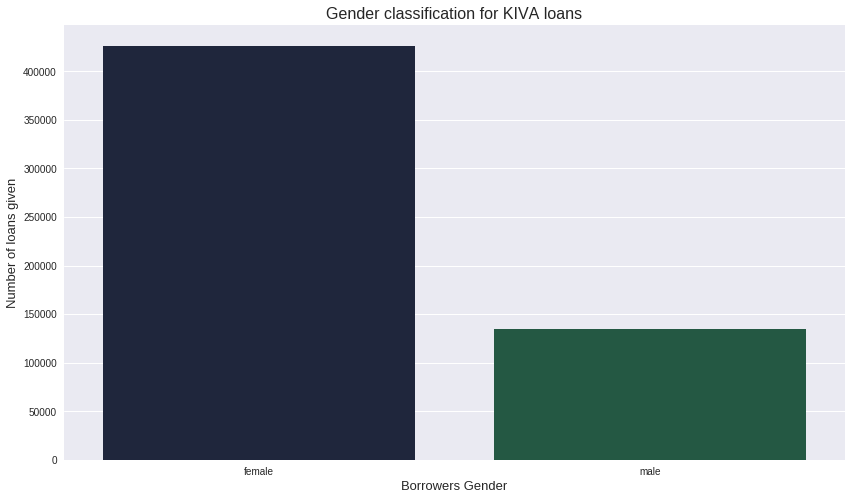 Gender classification for KIVA loans
Number of loans given
400000
350000
300000
250000
200000
150000
100000
50000
0
female
male
Borrowers Gender